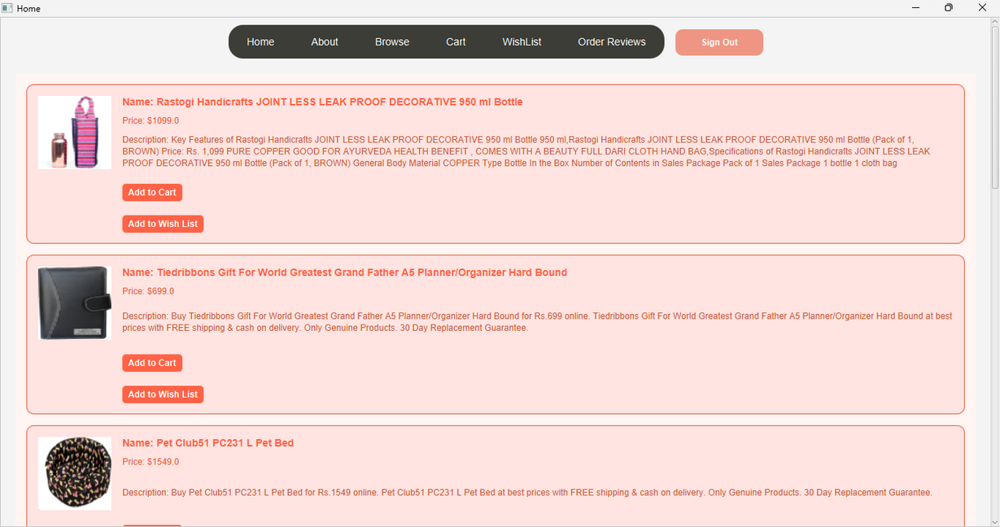 Home
Home About Browse Cart WishList Order Reviews Sign Out
Name: Rastogi Handicrafts JOINT LESS LEAK PROOF DECORATIVE 950 ml Bottle
Price: $1099.0
Description: Key Features of Rastogi Handicrafts JOINT LESS LEAK PROOF DECORATIVE 950 ml Bottle 950 ml,Rastogi Handicrafts JOINT LESS LEAK PROOF DECORATIVE 950 ml Bottle (Pack of 1,
BROWN) Price: Rs. 1,099 PURE COPPER GOOD FOR AYURVEDA HEALTH BENEFIT , COMES WITH A BEAUTY FULL DARI CLOTH HAND BAG,Specifications of Rastogi Handicrafts JOINT LESS LEAK
PROOF DECORATIVE 950 ml Bottle (Pack of 1, BROWN) General Body Material COPPER Type Bottle In the Box Number of Contents in Sales Package Pack of 1 Sales Package 1 bottle 1 cloth bag
Add to Cart
Add to Wish List
Name: Tiedribbons Gift For World Greatest Grand Father A5 Planner/Organizer Hard Bound
Price: $699.0
Description: Buy Tiedribbons Gift For World Greatest Grand Father A5 Planner/Organizer Hard Bound for Rs.699 online. Tiedribbons Gift For World Greatest Grand Father A5 Planner/Organizer Hard Bound at best
prices with FREE shipping & cash on delivery. Only Genuine Products. 30 Day Replacement Guarantee.
Add to Cart
Add to Wish List
Name: Pet Club51 PC231 L Pet Bed
Price: $1549.0
Description: Buy Pet Club51 PC231 L Pet Bed for Rs.1549 online. Pet Club51 PC231 L Pet Bed at best prices with FREE shipping & cash on delivery. Only Genuine Products. 30 Day Replacement Guarantee.